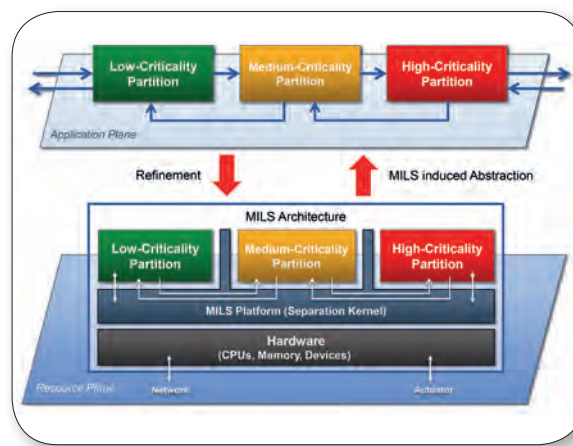 Low-Criticality
Partition
Medium-Criticality
Partition
High-Criticality
Partition
Application Plane
Refinement
MILS induced Abstraction
MILS Architecture
Low-Criticality
Partition
Medium-Criticality
Partition
High-Criticality
Partition
MILS Platform (Separation Kernel)
Hardware
(CPUs, Memory, Devices)
Resource Plane
Network
Actuator